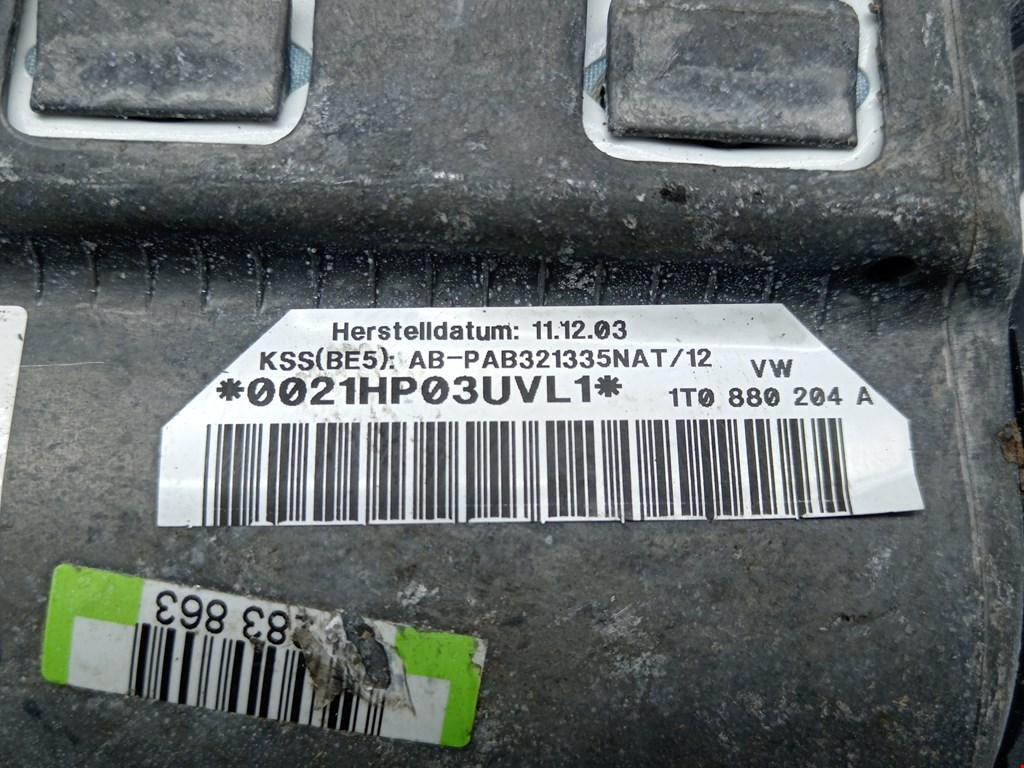 Herstelldatum: 11.12.03
KSS(BE5): AB-PAB321335NAT/12
VW
*0021HP03UVL1*
1T0 880 204 A
83 863